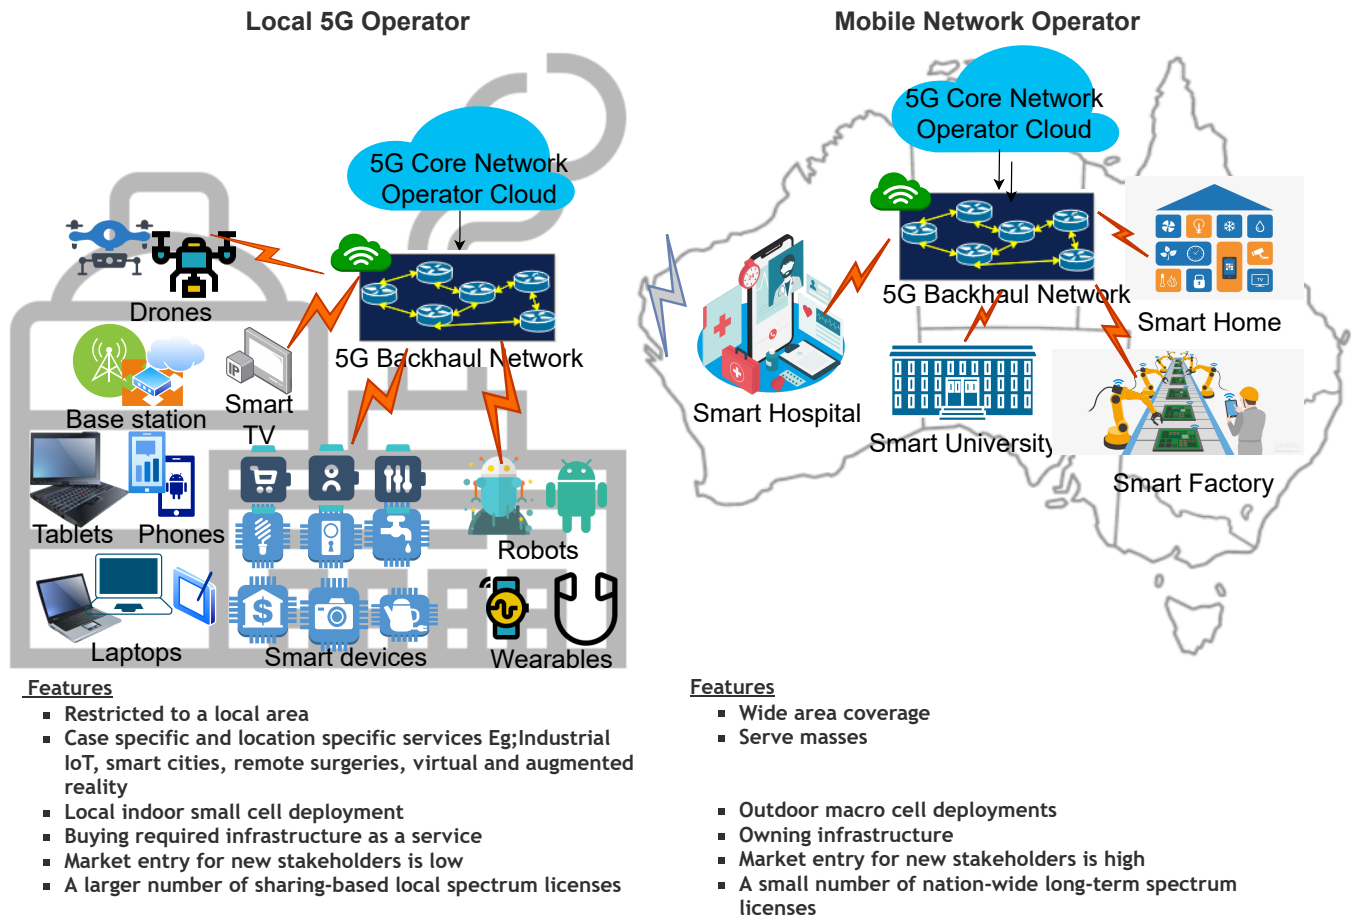 Local 5G Operator
5G Core Network
Operator Cloud
Drones
5G Backhaul Network
Base station
Smart
TV
IP
Tablets
Phones
Robots
Laptops
Smart devices
Wearables
Features
Restricted to a local area
Case specific and location specific services Eg;Industrial
IoT, smart cities, remote surgeries, virtual and augmented
reality
Local indoor small cell deployment
Buying required infrastructure as a service
Market entry for new stakeholders is low
A larger number of sharing-based local spectrum licenses
Mobile Network Operator
5G Core Network
Operator Cloud
5G Backhaul Network
TV
Smart Home
Smart Hospital
Smart University
Smart Factory
Features
Wide area coverage
Serve masses
Outdoor macro cell deployments
Owning infrastructure
Market entry for new stakeholders is high
A small number of nation-wide long-term spectrum
licenses